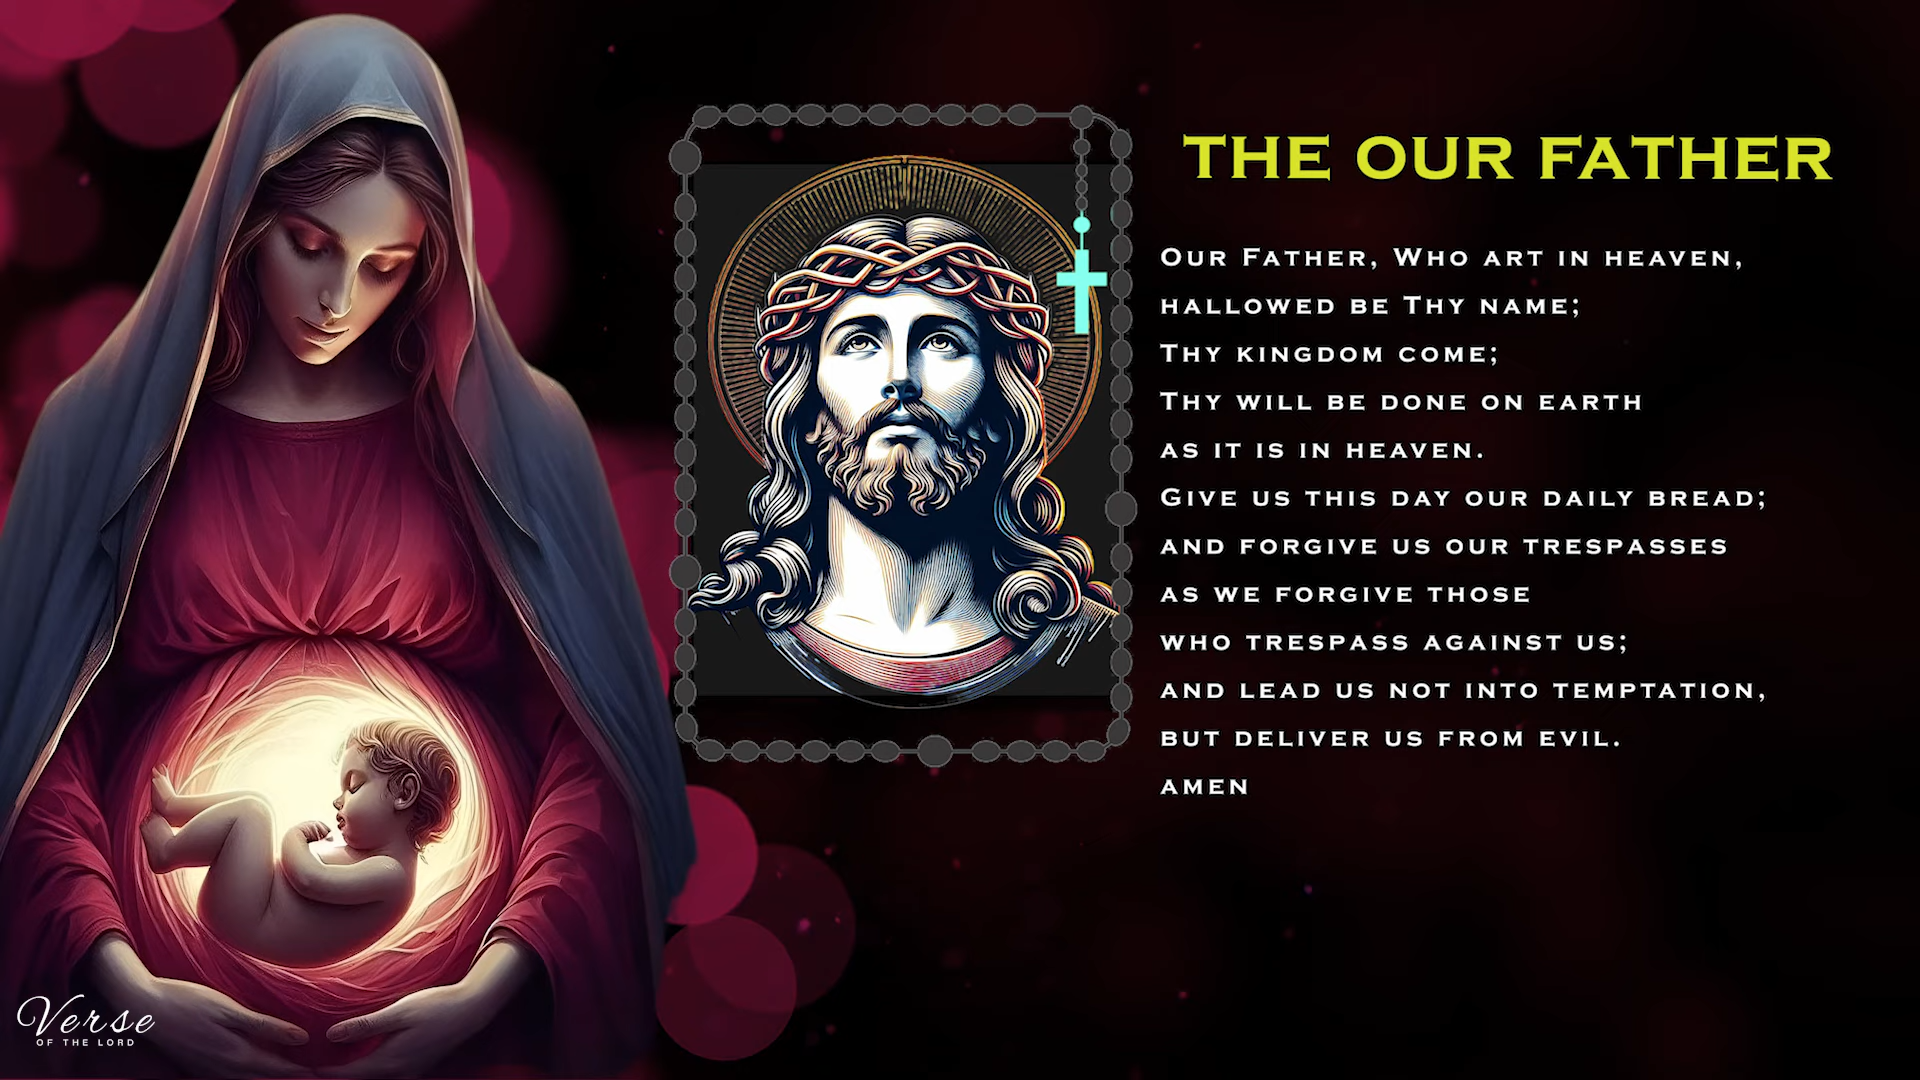 THE OUR FATHER
OUR FATHER, WHO ART IN HEAVEN,
HALLOWED BE THY NAME;
THY KINGDOM COME;
THY WILL BE DONE ON EARTH
AS IT IS IN HEAVEN.
GIVE US THIS DAY OUR DAILY BREAD;
AND FORGIVE US OUR TRESPASSES
AS WE FORGIVE THOSE
WHO TRESPASS AGAINST US;
AND LEAD US NOT INTO TEMPTATION,
BUT DELIVER US FROM EVIL.
AMEN
Verse
OF THE LORD